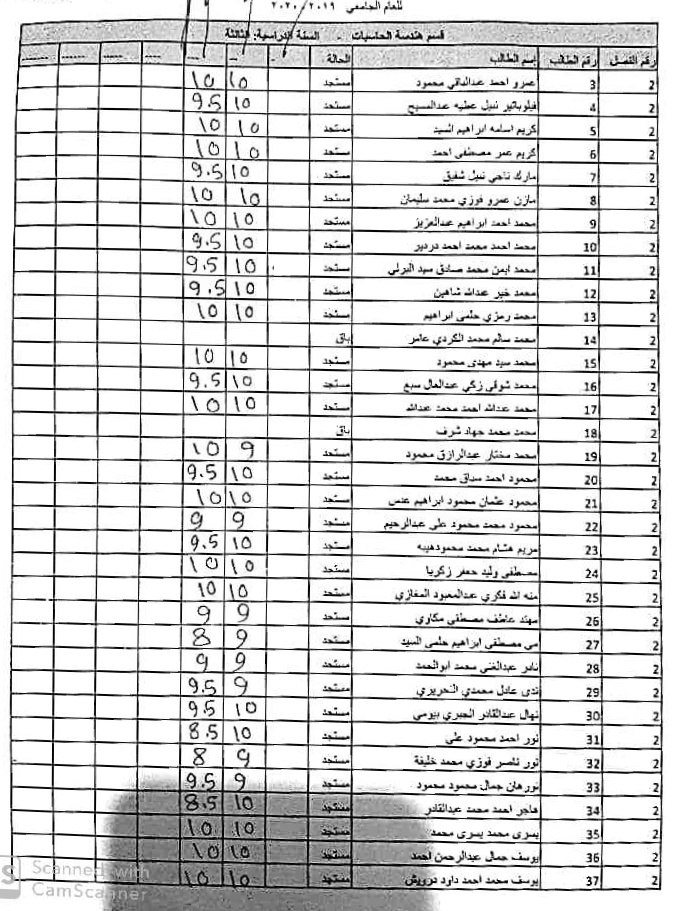 للعام الجامعي ٢٠١٩/٢٠٢٠
قسم هندسة الحاسبات - السنة الدراسية: الثالثة
رقم الفصل رقم الطالب إسم الطالب الحالة - -- --- ---- ----- ------
2 3 عمرو احمد عبدالباقي محمود مستجد 10 10
2 4 فيلوباتير نبيل عطيه عبدالمسيح مستجد 10 9.5
2 5 كريم اسامه ابراهيم السيد مستجد 10 10
2 6 كريم عمر مصطفى احمد مستجد 10 10
2 7 مارك ناجي نبيل شفيق مستجد 10 9.5
2 8 مازن عمرو فوزي محمد سليمان مستجد 10 10
2 9 محمد احمد ابراهيم عبدالعزيز مستجد 10 10
2 10 محمد احمد محمد احمد دردير مستجد 10 9.5
2 11 محمد ايمن محمد صادق سيد البرلي مستجد 10 9.5
2 12 محمد خير عبدالله شاهين مستجد 10 9.5
2 13 محمد رمزي حلمى ابراهيم مستجد 10 10
2 14 محمد سالم محمد الكردي عامر باق
2 15 محمد سيد مهدى محمود مستجد 10 10
2 16 محمد شوقى زكي عبدالعال سبع مستجد 10 9.5
2 17 محمد عبدالله احمد محمد عبدالله مستجد 10 10
2 18 محمد محمد جهاد شرف باق
2 19 محمد مختار عبدالرازق محمود مستجد 9 10
2 20 محمود احمد محمد مستجد 10 9.5
2 21 محمود عثمان محمود ابراهيم مستجد 10 10
2 22 محمود محمد محمود على عبدالرحيم مستجد 9 9
2 23 مريم هشام محمد محمودهيبه مستجد 10 9.5
2 24 مصطفى وليد جعفر زكريا مستجد 10 10
2 25 منه الله فكري عبدالمعبود المغازي مستجد 10 10
2 26 مهند عاطف مصطفى مكاوي مستجد 9 9
2 27 مي مصطفى ابراهيم حلمى السيد مستجد 9 8
2 28 نادر عبدالغنى محمد ابوالحمد مستجد 9 9
2 29 ندى عادل محمدي التحريري مستجد 9 9.5
2 30 نهال عبدالقادر الجبري بيومى مستجد 10 9.5
2 31 نور احمد محمود على مستجد 10 8.5
2 32 نور ناصر فوزي محمد خليفة مستجد 9 8
2 33 نورهان جمال محمود محمود مستجد 9 9.5
2 34 هاجر احمد محمد عبدالقادر مستجد 10 8.5
2 35 يسرى محمد يسرى محمد مستجد 10 10
2 36 يوسف جمال عبدالرحمن احمد مستجد 10 10
2 37 يوسف محمد احمد داود درويش مستجد 10 10
Scanned with
CamScanner